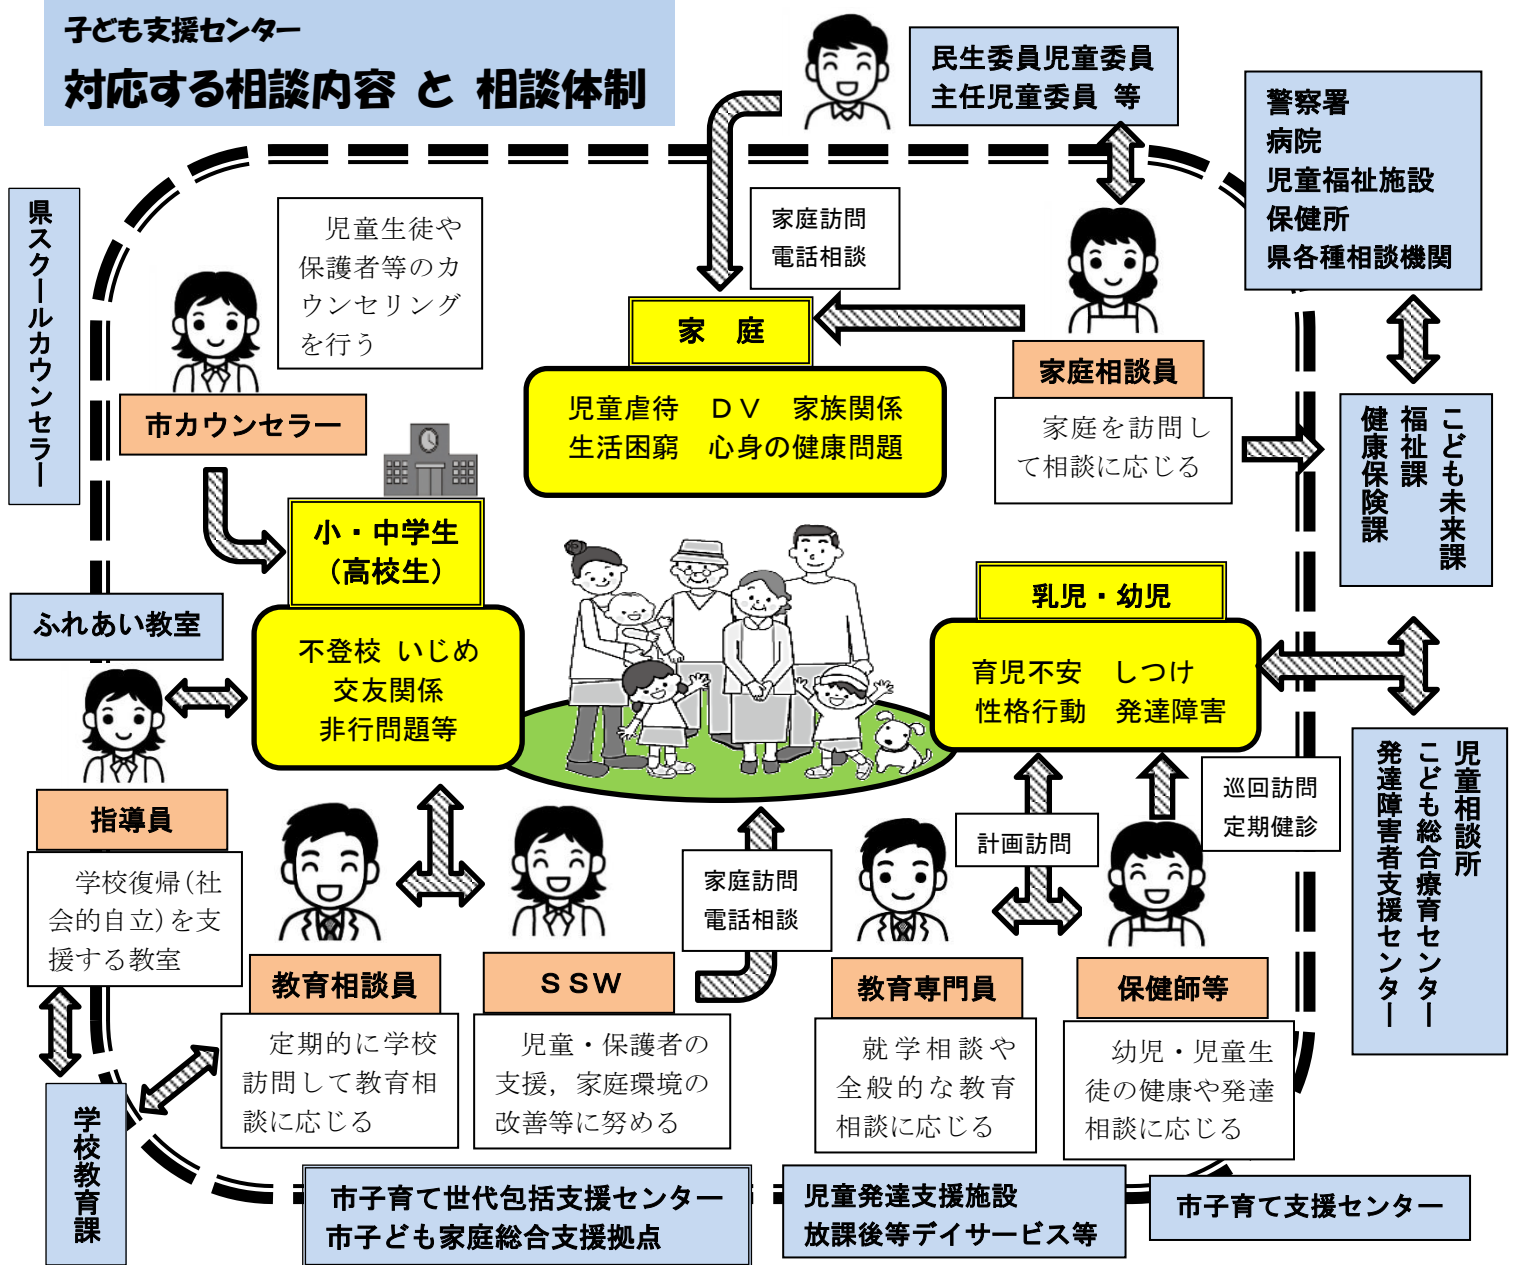 子ども支援センター
対応する相談内容 と 相談体制
民生委員児童委員
主任児童委員 等
警察署
病院
児童福祉施設
保健所
県各種相談機関
県スクールカウンセラー
児童生徒や
保護者等のカ
ウンセリング
を行う
市カウンセラー
家庭訪問
電話相談
家 庭
児童虐待 ＤＶ 家族関係
生活困窮 心身の健康問題
家庭相談員
家庭を訪問し
て相談に応じる
こども未来課
福祉課
健康保険課
小・中学生
（高校生）
不登校 いじめ
交友関係
非行問題等
ふれあい教室
指導員
学校復帰(社
会的自立)を支
援する教室
乳児・幼児
育児不安 しつけ
性格行動 発達障害
巡回訪問
定期健診
計画訪問
児童相談所
こども総合療育センター
発達障害者支援センター
家庭訪問
電話相談
教育相談員
定期的に学校
訪問して教育相
談に応じる
ＳＳＷ
児童・保護者の
支援，家庭環境の
改善等に努める
教育専門員
就学相談や
全般的な教育
相談に応じる
保健師等
幼児・児童生
徒の健康や発達
相談に応じる
学校教育課
市子育て世代包括支援センター
市子ども家庭総合支援拠点
児童発達支援施設
放課後等デイサービス等
市子育て支援センター